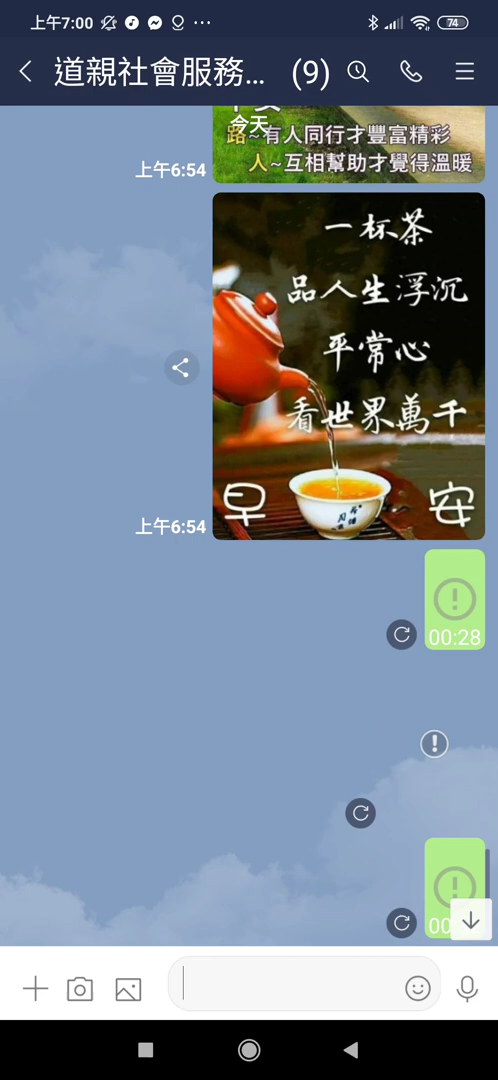 上午7:00
74
道親社會服務... (9)
今天
路~有人同行才豐富精彩
人~互相幫助才覺得溫暖
上午6:54
一杯茶
品人生浮沉
平常心
看世界萬千
早安
上午6:54
00:28
00